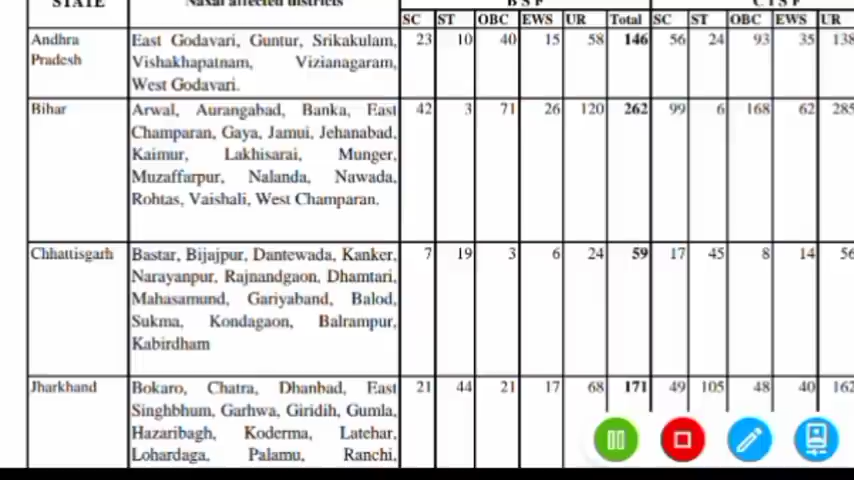 STATE Naxal affected districts B S F C I S F
SC ST OBC EWS UR Total SC ST OBC EWS UR
Andhra East Godavari, Guntur, Srikakulam, 23 10 40 15 58 146 56 24 93 35 138
Pradesh Vishakhapatnam, Vizianagaram,
West Godavari.
Bihar Arwal, Aurangabad, Banka, East 42 3 71 26 120 262 99 6 168 62 285
Champaran, Gaya, Jamui, Jehanabad,
Kaimur, Lakhisarai, Munger,
Muzaffarpur, Nalanda, Nawada,
Rohtas, Vaishali, West Champaran.
Chhattisgarh Bastar, Bijajpur, Dantewada, Kanker, 7 19 3 6 24 59 17 45 8 14 56
Narayanpur, Rajnandgaon, Dhamtari,
Mahasamund, Gariyaband, Balod,
Sukma, Kondagaon, Balrampur,
Kabirdham
Jharkhand Bokaro, Chatra, Dhanbad, East 21 44 21 17 68 171 49 105 48 40 162
Singhbhum, Garhwa, Giridih, Gumla,
Hazaribagh, Koderma, Latehar,
Lohardaga, Palamu, Ranchi,